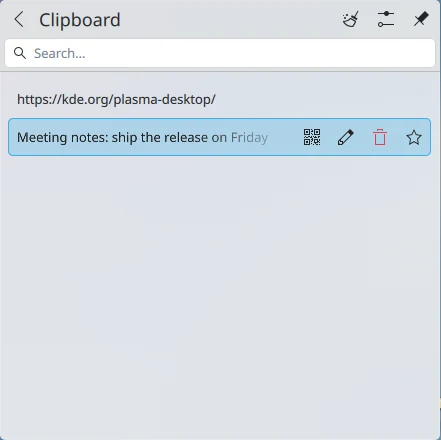 Clipboard
Search...
https://kde.org/plasma-desktop/
Meeting notes: ship the release on Friday